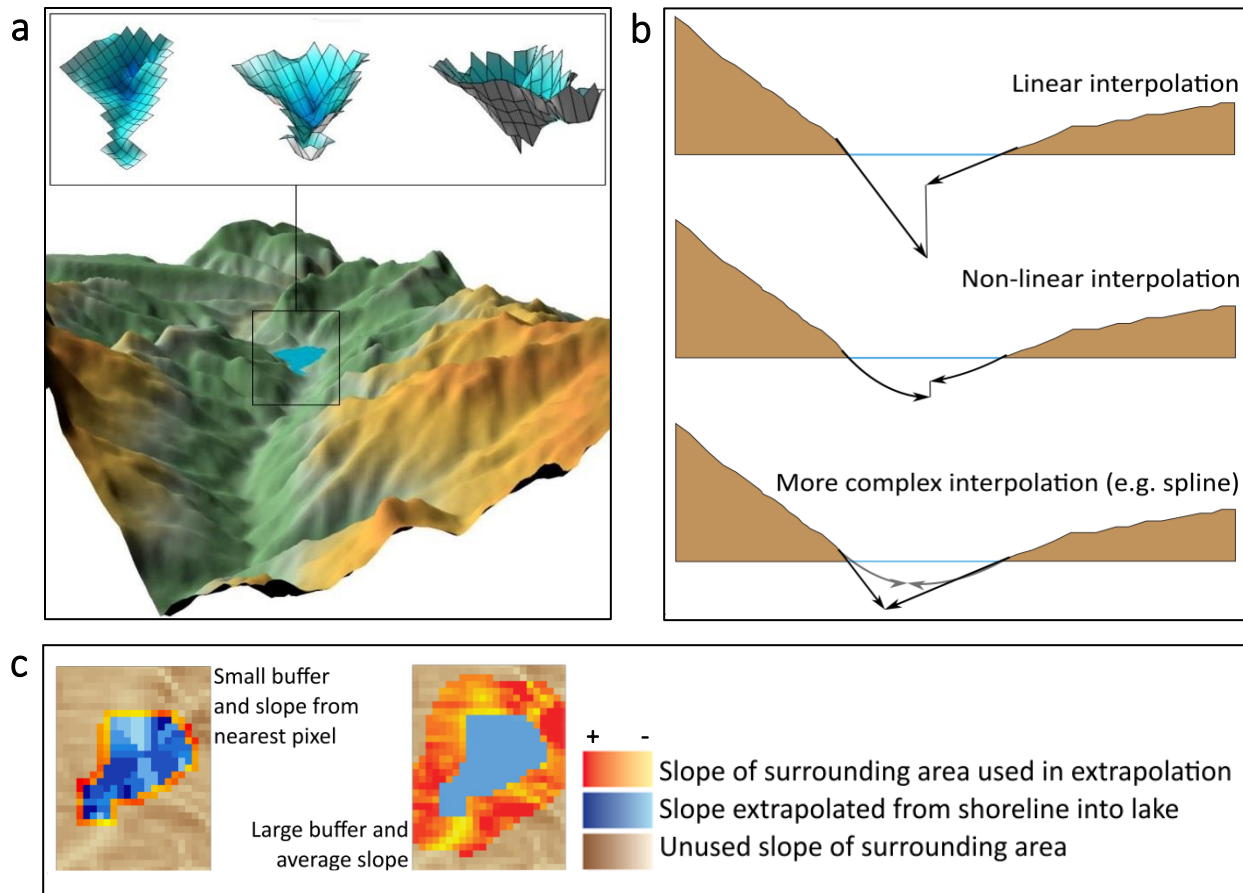 a
b
Linear interpolation
Non-linear interpolation
More complex interpolation (e.g. spline)
c
Small buffer
and slope from
nearest pixel
Large buffer and
average slope
+ -
Slope of surrounding area used in extrapolation
Slope extrapolated from shoreline into lake
Unused slope of surrounding area